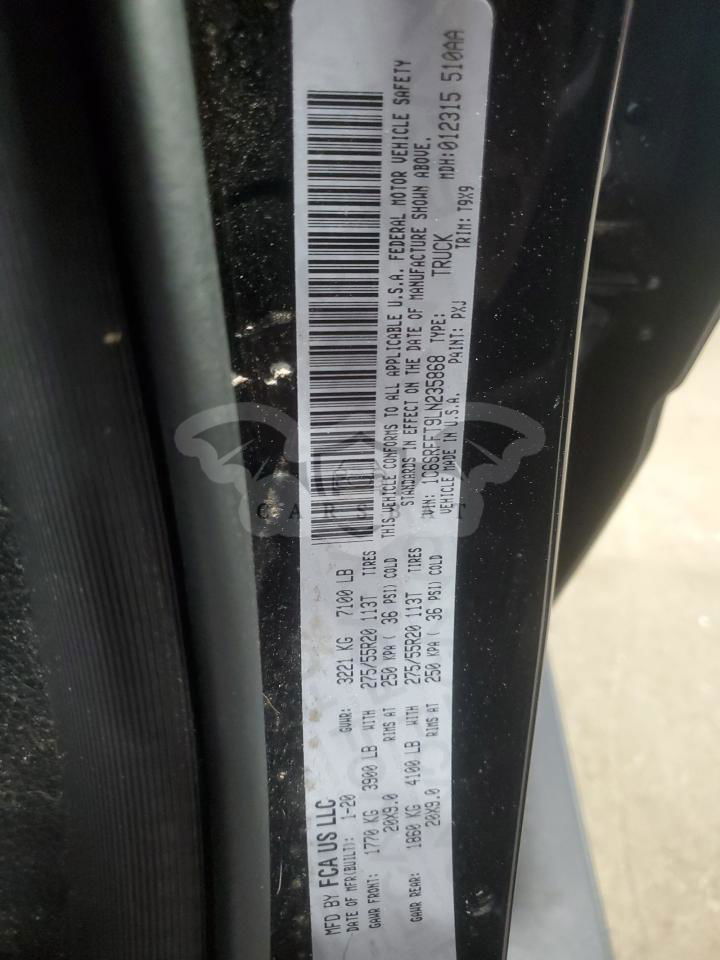 MFD BY FCA US LLC
DATE OF MFR(BUILT): 1-20 GVWR: 3221 KG 7100 LB
GAWR FRONT: 1770 KG 3900 LB WITH 275/55R20 113T TIRES
20X9.0 RIMS AT 250 KPA ( 36 PSI) COLD
GAWR REAR: 1860 KG 4100 LB WITH 275/55R20 113T TIRES
20X9.0 RIMS AT 250 KPA ( 36 PSI) COLD
THIS VEHICLE CONFORMS TO ALL APPLICABLE U.S.A. FEDERAL MOTOR VEHICLE SAFETY
STANDARDS IN EFFECT ON THE DATE OF MANUFACTURE SHOWN ABOVE.
VIN: 1C6SRFFT9LN235868 TYPE: TRUCK MDH:012315 510AA
VEHICLE MADE IN U.S.A. PAINT: PXJ TRIM: T9X9